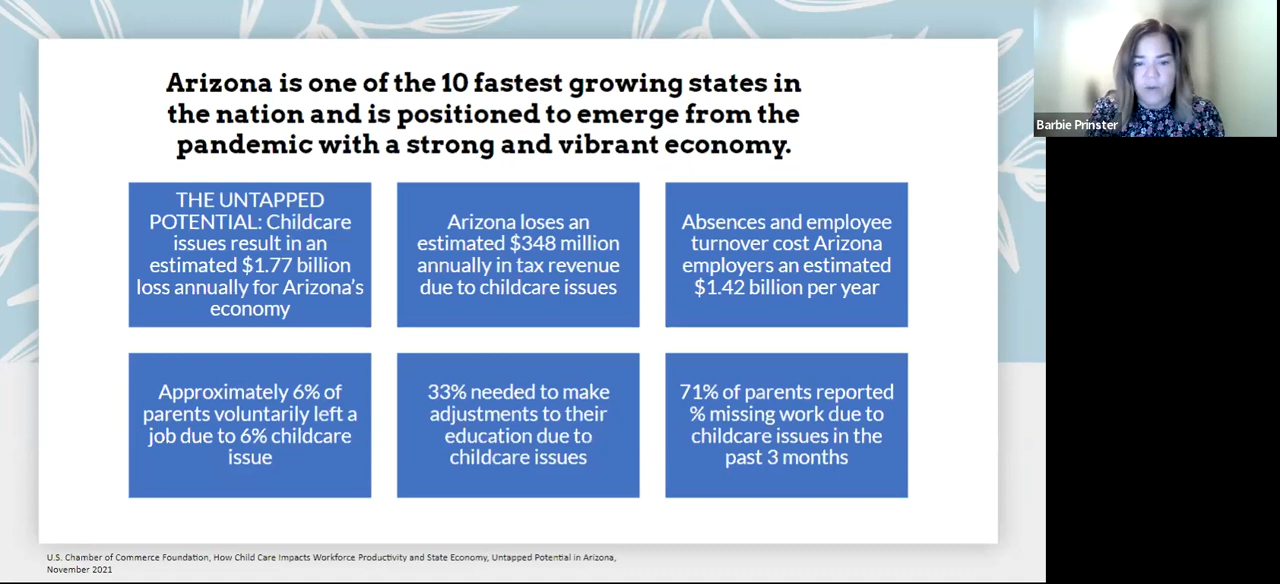 Arizona is one of the 10 fastest growing states in
the nation and is positioned to emerge from the
pandemic with a strong and vibrant economy.
THE UNTAPPED
POTENTIAL: Childcare
issues result in an
estimated $1.77 billion
loss annually for Arizona's
economy
Arizona loses an
estimated $348 million
annually in tax revenue
due to childcare issues
Absences and employee
turnover cost Arizona
employers an estimated
$1.42 billion per year
Approximately 6% of
parents voluntarily left a
job due to 6% childcare
issue
33% needed to make
adjustments to their
education due to
childcare issues
71% of parents reported
% missing work due to
childcare issues in the
past 3 months
U.S. Chamber of Commerce Foundation, How Child Care Impacts Workforce Productivity and State Economy, Untapped Potential in Arizona,
November 2021
Barbie Prinster